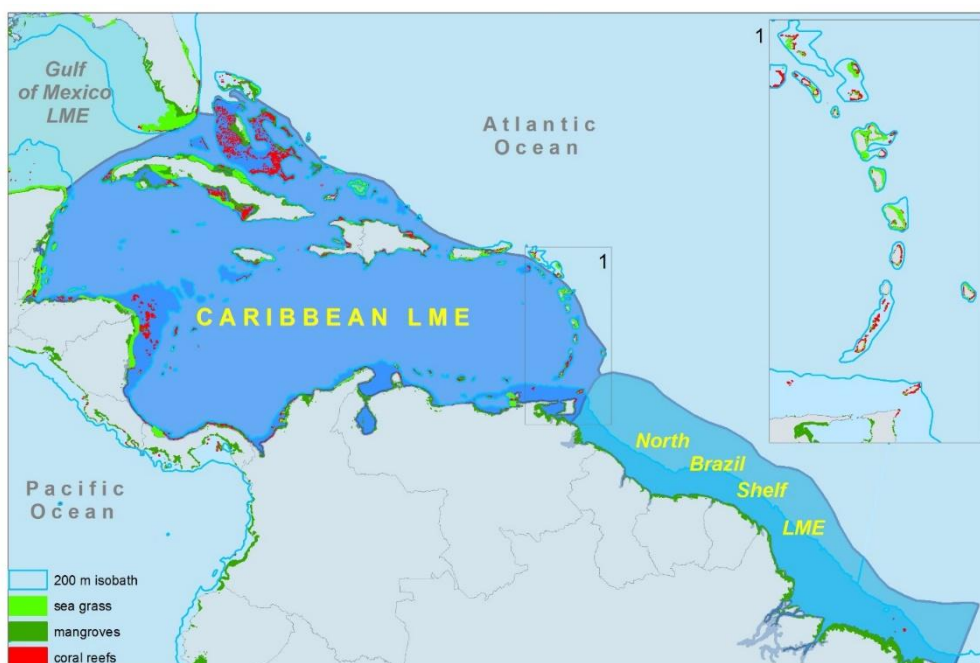 Gulf
of Mexico
LME
Atlantic
Ocean
1
1
CARIBBEAN LME
North
Brazil
Shelf
LME
Pacific
Ocean
200 m isobath
sea grass
mangroves
coral reefs